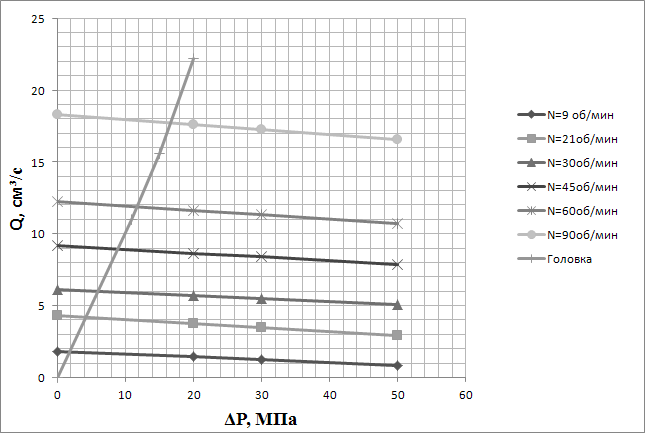 25
20
15
10
5
0
Q, см³/с
0 10 20 30 40 50 60
ΔP, МПа
N=9 об/мин
N=21об/мин
N=30об/мин
N=45об/мин
N=60об/мин
N=90об/мин
Головка